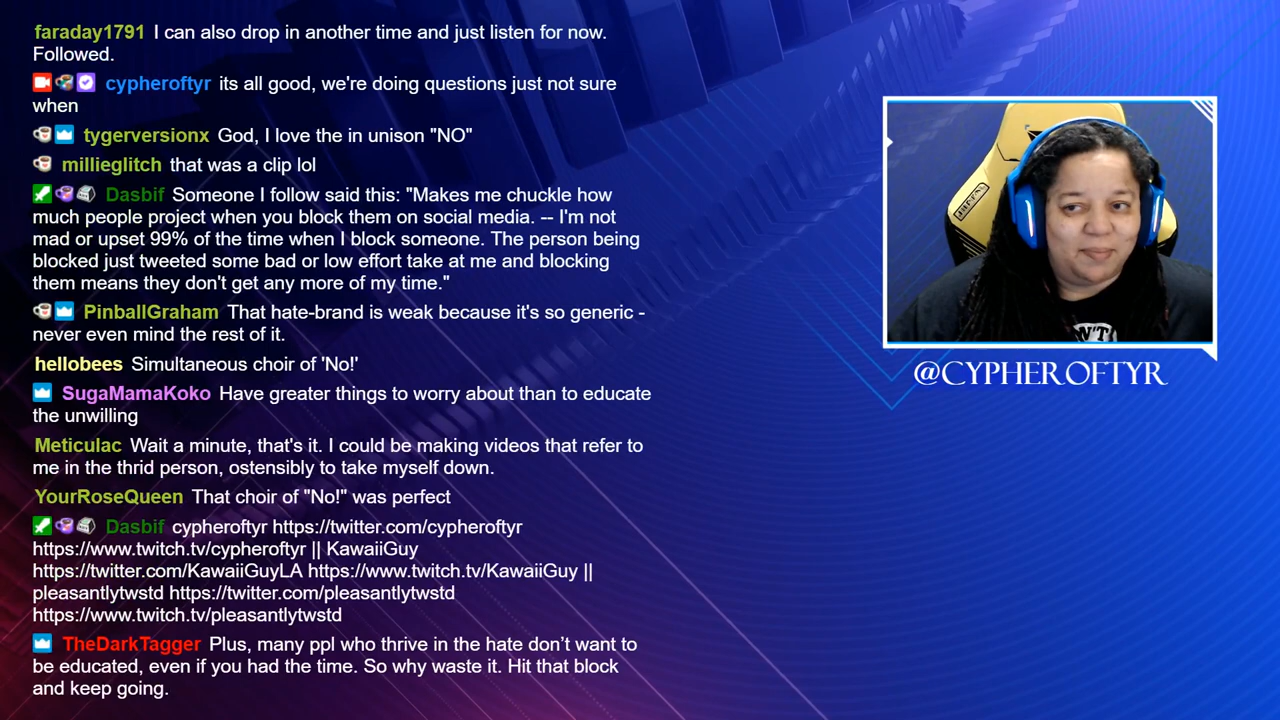 faraday1791 I can also drop in another time and just listen for now.
Followed.
cypheroftyr its all good, we're doing questions just not sure
when
tygerversionx God, I love the in unison "NO"
millieglitch that was a clip lol
Dasbif Someone I follow said this: "Makes me chuckle how
much people project when you block them on social media. -- I'm not
mad or upset 99% of the time when I block someone. The person being
blocked just tweeted some bad or low effort take at me and blocking
them means they don't get any more of my time."
PinballGraham That hate-brand is weak because it's so generic -
never even mind the rest of it.
hellobees Simultaneous choir of 'No!'
SugaMamaKoko Have greater things to worry about than to educate
the unwilling
Meticulac Wait a minute, that's it. I could be making videos that refer to
me in the thrid person, ostensibly to take myself down.
YourRoseQueen That choir of "No!" was perfect
Dasbif cypheroftyr https://twitter.com/cypheroftyr
https://www.twitch.tv/cypheroftyr || KawaiiGuy
https://twitter.com/KawaiiGuyLA https://www.twitch.tv/KawaiiGuy ||
pleasantlytwstd https://twitter.com/pleasantlytwstd
https://www.twitch.tv/pleasantlytwstd
TheDarkTagger Plus, many ppl who thrive in the hate don’t want to
be educated, even if you had the time. So why waste it. Hit that block
and keep going.
@CYPHEROFTYR